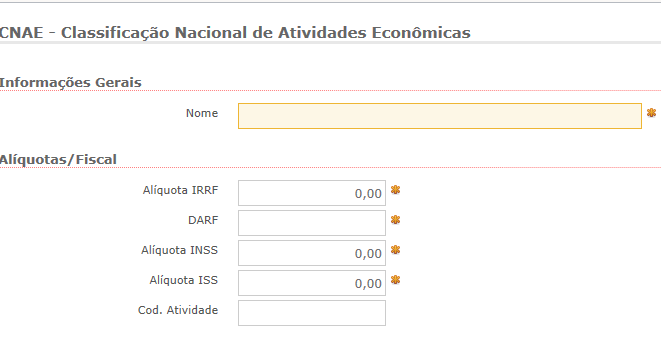 CNAE - Classificação Nacional de Atividades Econômicas
Informações Gerais
Nome
Alíquotas/Fiscal
Alíquota IRRF 0,00
DARF
Alíquota INSS 0,00
Alíquota ISS 0,00
Cod. Atividade